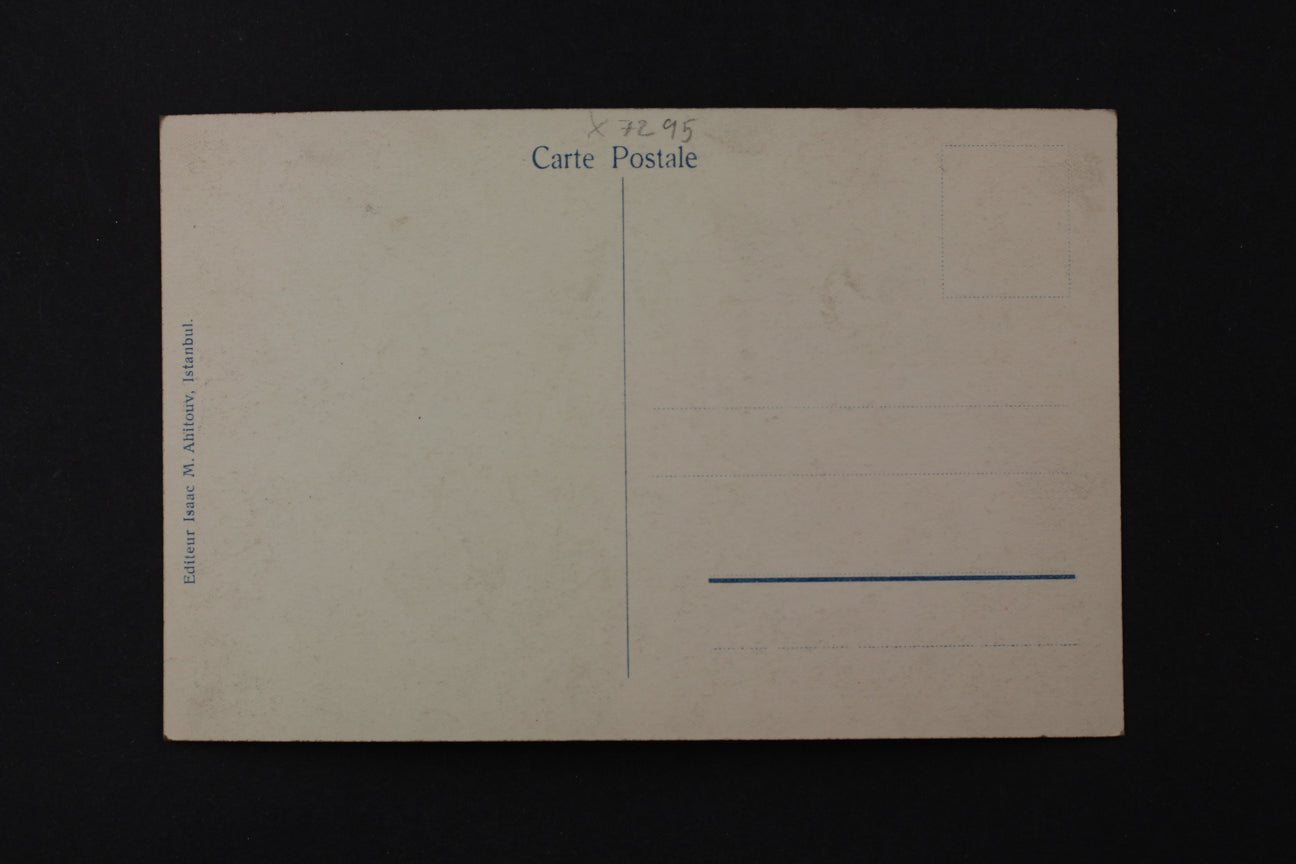 X 7295
Carte Postale
Editeur Isaac M. Ahitouv, Istanbul.